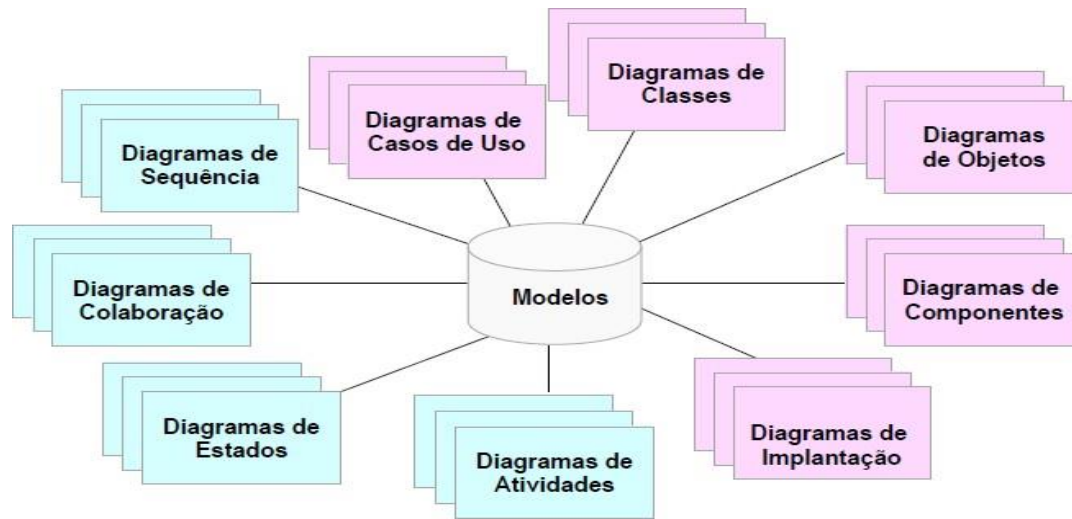 Diagramas de
Classes
Diagramas de
Casos de Uso
Diagramas
de Objetos
Diagramas de
Sequência
Diagramas de
Colaboração
Modelos
Diagramas de
Componentes
Diagramas de
Estados
Diagramas de
Atividades
Diagramas de
Implantação